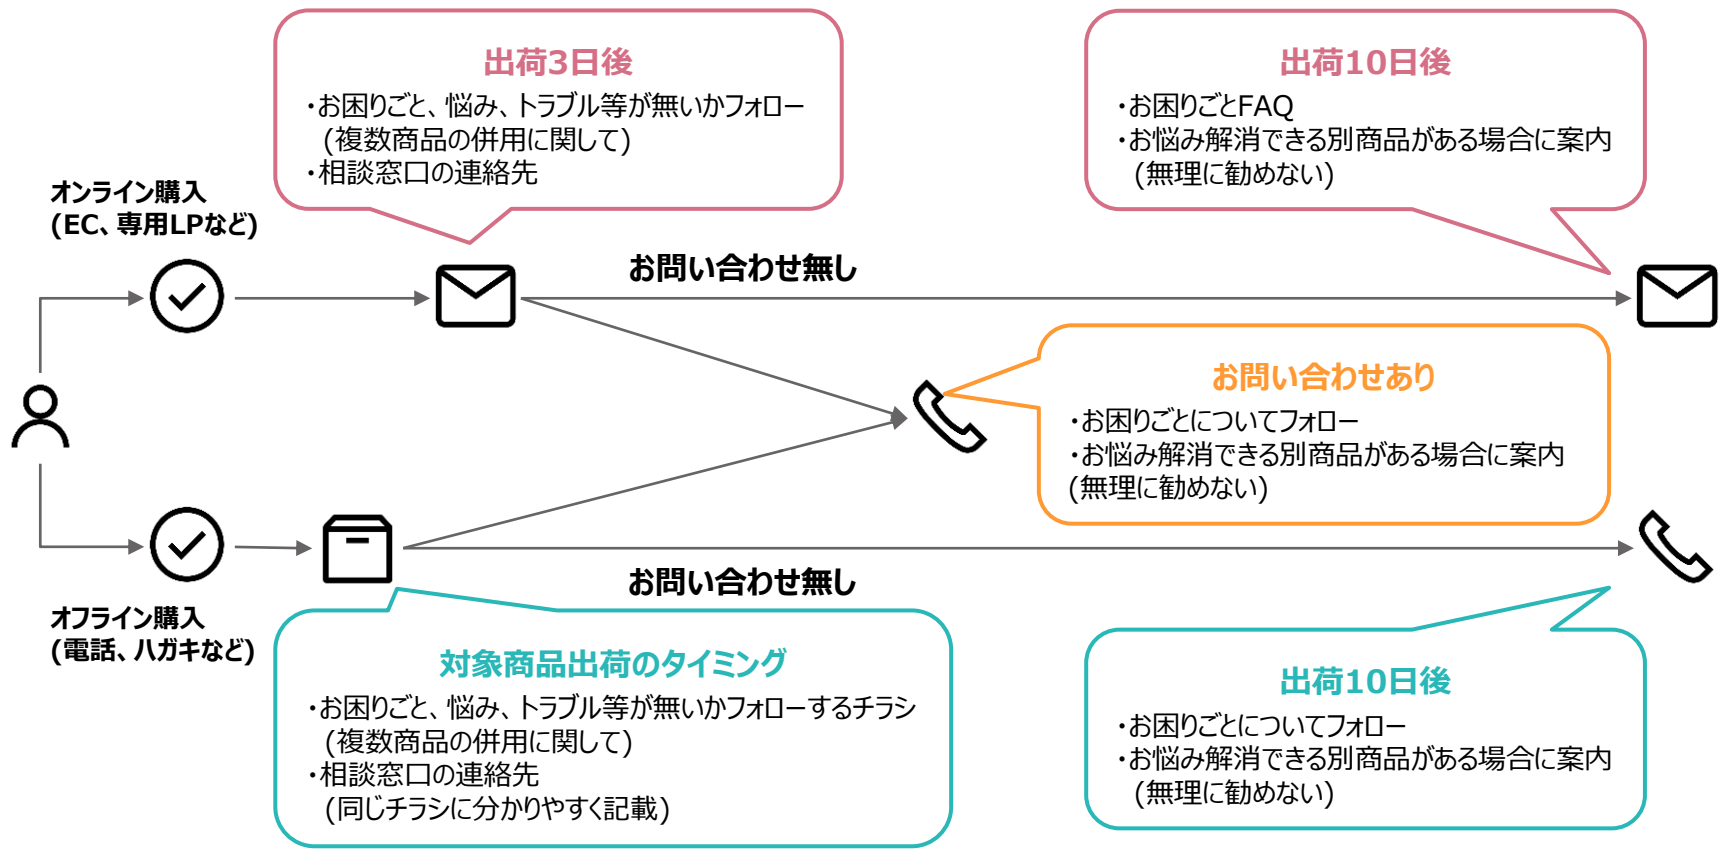 出荷3日後
・お困りごと、悩み、トラブル等が無いかフォロー
(複数商品の併用に関して)
・相談窓口の連絡先
出荷10日後
・お困りごとFAQ
・お悩み解消できる別商品がある場合に案内
(無理に勧めない)
オンライン購入
(EC、専用LPなど)
お問い合わせ無し
お問い合わせあり
・お困りごとについてフォロー
・お悩み解消できる別商品がある場合に案内
(無理に勧めない)
お問い合わせ無し
オフライン購入
(電話、ハガキなど)
対象商品出荷のタイミング
・お困りごと、悩み、トラブル等が無いかフォローするチラシ
(複数商品の併用に関して)
・相談窓口の連絡先
(同じチラシに分かりやすく記載)
出荷10日後
・お困りごとについてフォロー
・お悩み解消できる別商品がある場合に案内
(無理に勧めない)